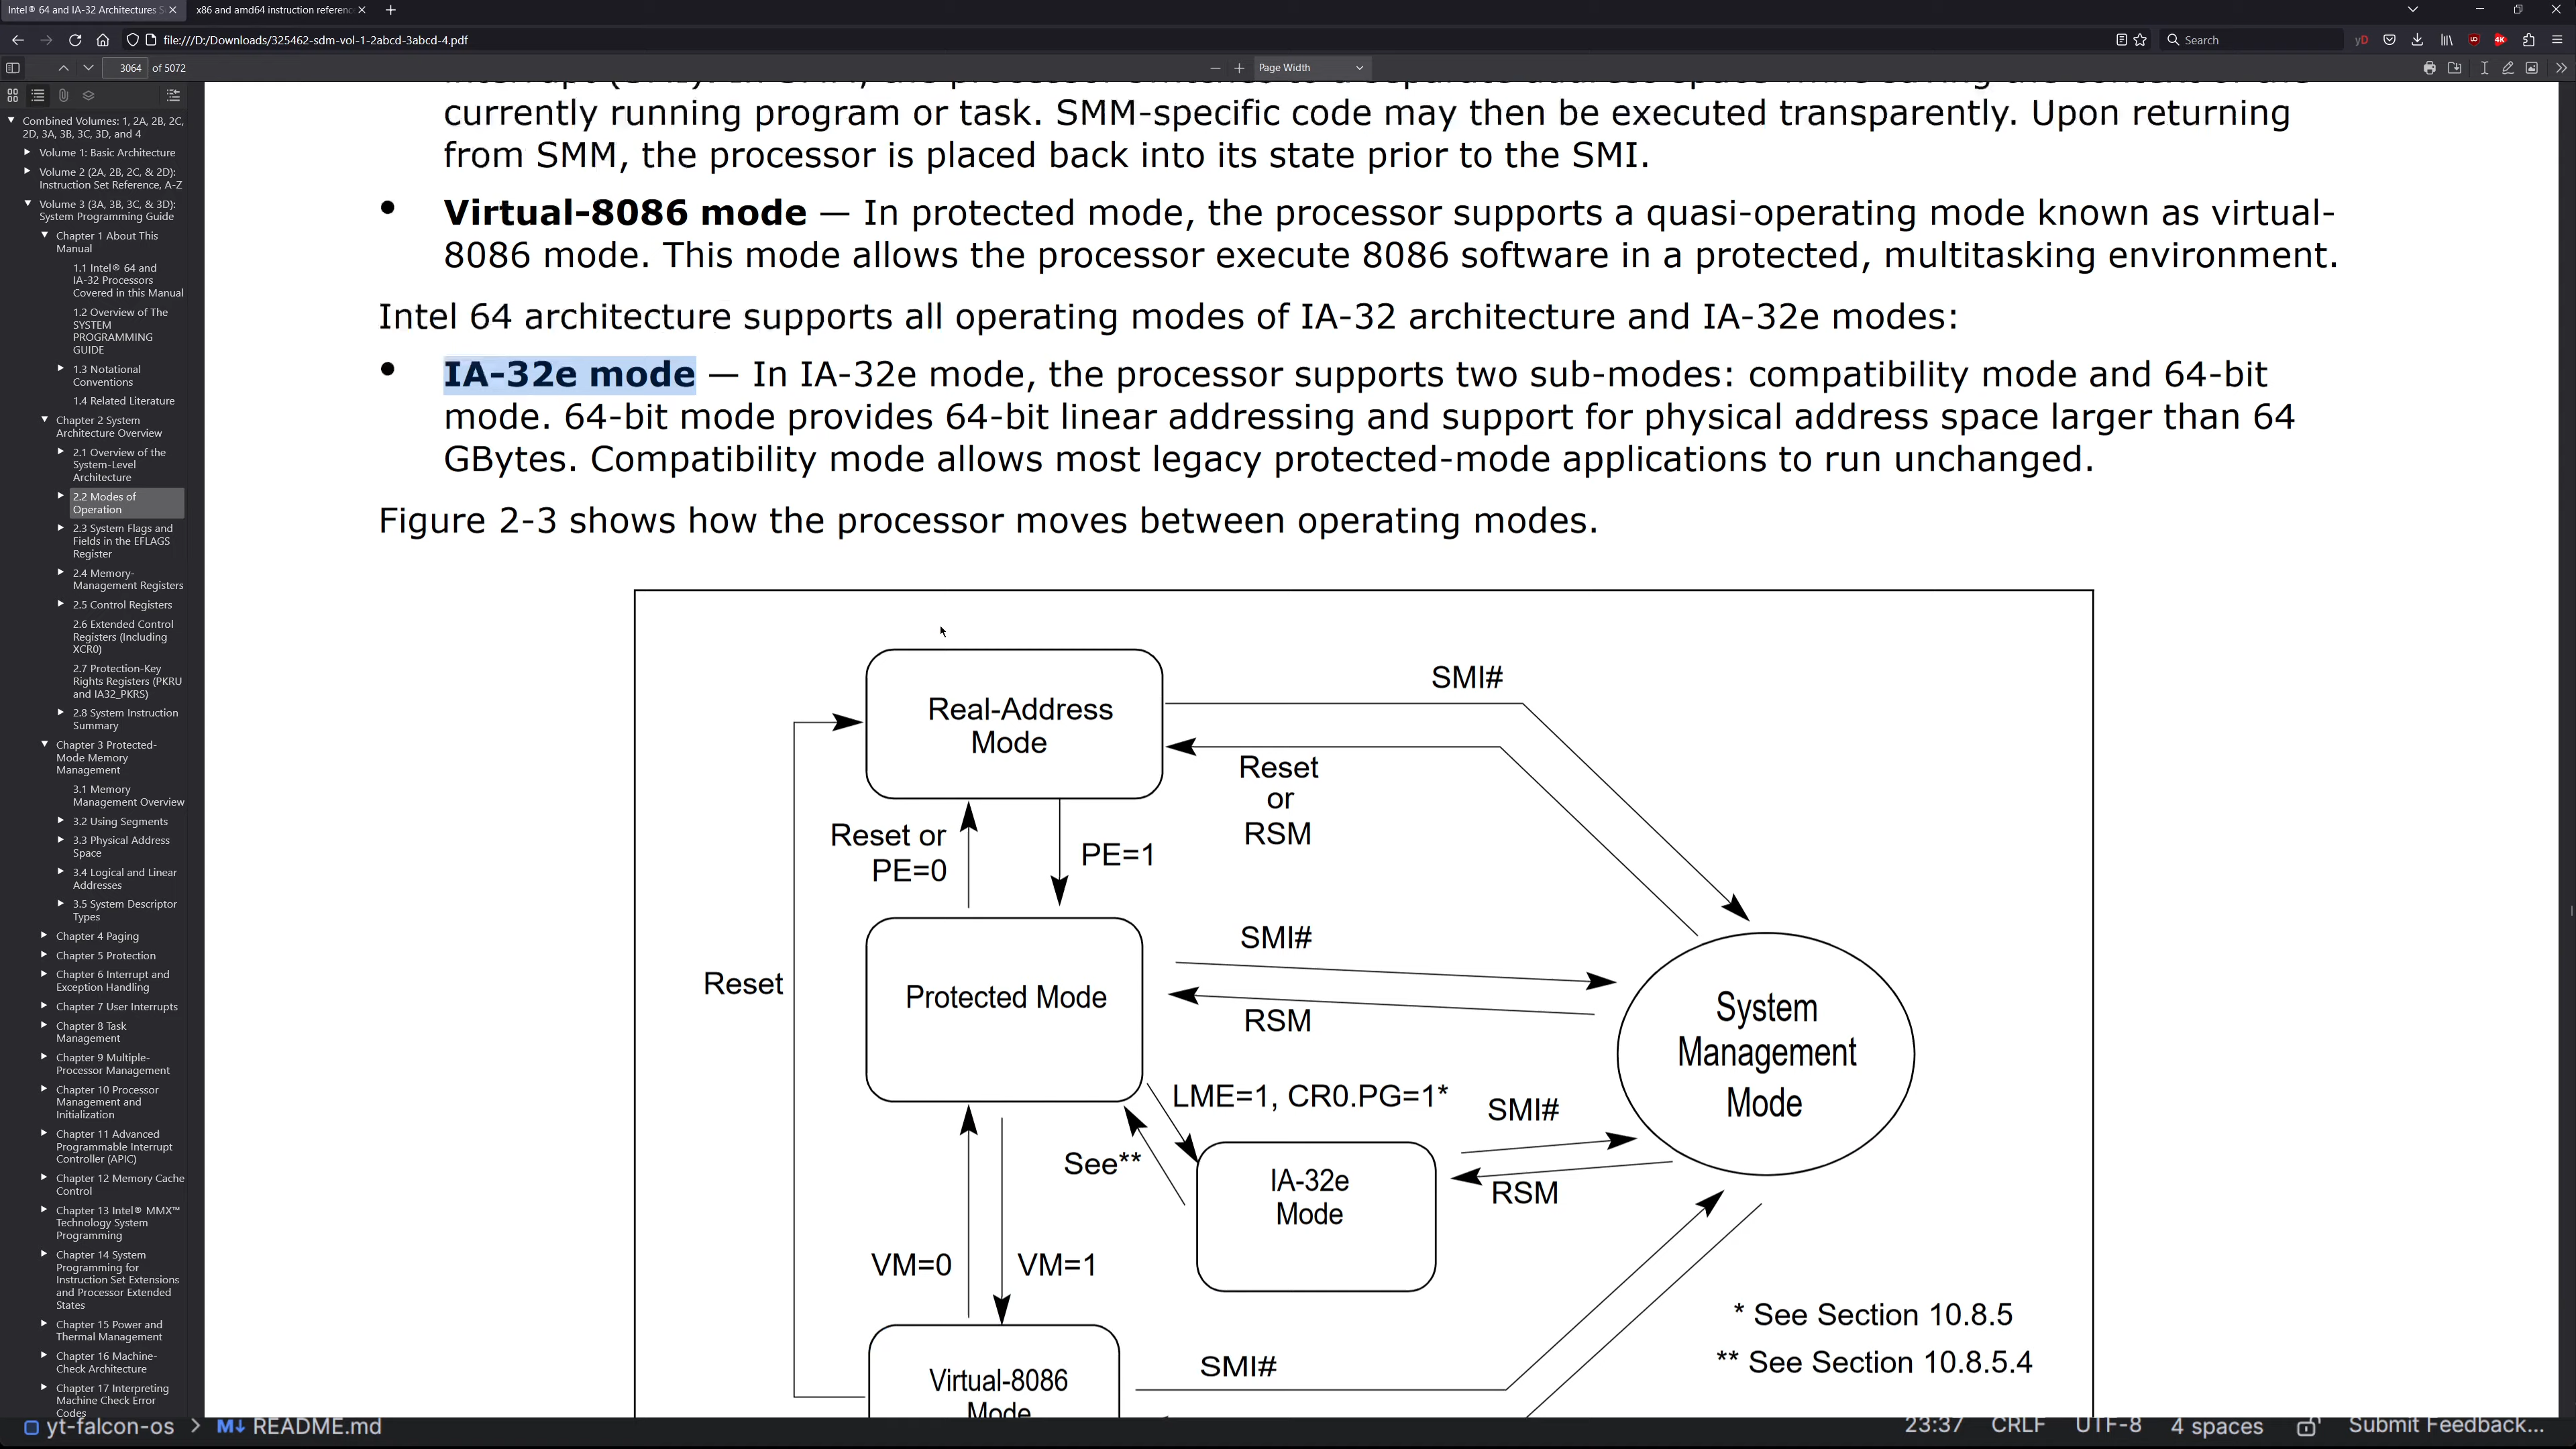 Intel® 64 and IA-32 Architectures S
x86 and amd64 instruction referenc
file:///D:/Downloads/325462-sdm-vol-1-2abcd-3abcd-4.pdf
Search
3064 of 5072
Page Width
Combined Volumes: 1, 2A, 2B, 2C,
2D, 3A, 3B, 3C, 3D, and 4
Volume 1: Basic Architecture
Volume 2 (2A, 2B, 2C, & 2D):
Instruction Set Reference, A-Z
Volume 3 (3A, 3B, 3C, & 3D):
System Programming Guide
Chapter 1 About This
Manual
1.1 Intel® 64 and
IA-32 Processors
Covered in this Manual
1.2 Overview of The
SYSTEM
PROGRAMMING
GUIDE
1.3 Notational
Conventions
1.4 Related Literature
Chapter 2 System
Architecture Overview
2.1 Overview of the
System-Level
Architecture
2.2 Modes of
Operation
2.3 System Flags and
Fields in the EFLAGS
Register
2.4 Memory-
Management Registers
2.5 Control Registers
2.6 Extended Control
Registers (Including
XCR0)
2.7 Protection-Key
Rights Registers (PKRU
and IA32_PKRS)
2.8 System Instruction
Summary
Chapter 3 Protected-
Mode Memory
Management
3.1 Memory
Management Overview
3.2 Using Segments
3.3 Physical Address
Space
3.4 Logical and Linear
Addresses
3.5 System Descriptor
Types
Chapter 4 Paging
Chapter 5 Protection
Chapter 6 Interrupt and
Exception Handling
Chapter 7 User Interrupts
Chapter 8 Task
Management
Chapter 9 Multiple-
Processor Management
Chapter 10 Processor
Management and
Initialization
Chapter 11 Advanced
Programmable Interrupt
Controller (APIC)
Chapter 12 Memory Cache
Control
Chapter 13 Intel® MMX™
Technology System
Programming
Chapter 14 System
Programming for
Instruction Set Extensions
and Processor Extended
States
Chapter 15 Power and
Thermal Management
Chapter 16 Machine-
Check Architecture
Chapter 17 Interpreting
Machine Check Error
Codes
currently running program or task. SMM-specific code may then be executed transparently. Upon returning
from SMM, the processor is placed back into its state prior to the SMI.
• Virtual-8086 mode — In protected mode, the processor supports a quasi-operating mode known as virtual-
8086 mode. This mode allows the processor execute 8086 software in a protected, multitasking environment.
Intel 64 architecture supports all operating modes of IA-32 architecture and IA-32e modes:
• IA-32e mode — In IA-32e mode, the processor supports two sub-modes: compatibility mode and 64-bit
mode. 64-bit mode provides 64-bit linear addressing and support for physical address space larger than 64
GBytes. Compatibility mode allows most legacy protected-mode applications to run unchanged.
Figure 2-3 shows how the processor moves between operating modes.
Real-Address
Mode
SMI#
Reset
or
RSM
Reset or
PE=0
PE=1
Reset
Protected Mode
SMI#
RSM
System
Management
Mode
LME=1, CR0.PG=1*
See**
SMI#
IA-32e
Mode
RSM
VM=0
VM=1
* See Section 10.8.5
** See Section 10.8.5.4
Virtual-8086
Mode
SMI#
yt-falcon-os > M↓ README.md
23:37 CRLF UTF-8 4 spaces Submit Feedback...